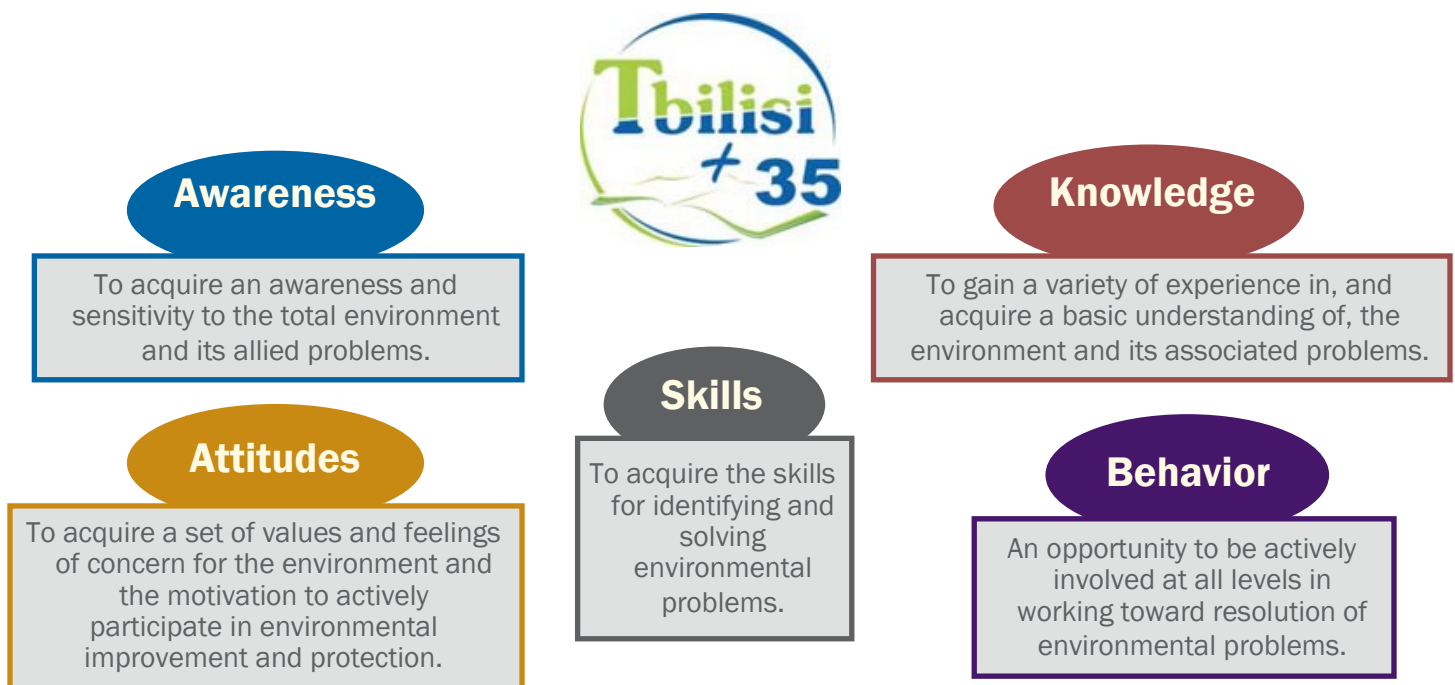 Tbilisi
+ 35
Awareness
To acquire an awareness and
sensitivity to the total environment
and its allied problems.
Knowledge
To gain a variety of experience in, and
acquire a basic understanding of, the
environment and its associated problems.
Attitudes
To acquire a set of values and feelings
of concern for the environment and
the motivation to actively
participate in environmental
improvement and protection.
Skills
To acquire the skills
for identifying and
solving
environmental
problems.
Behavior
An opportunity to be actively
involved at all levels in
working toward resolution of
environmental problems.